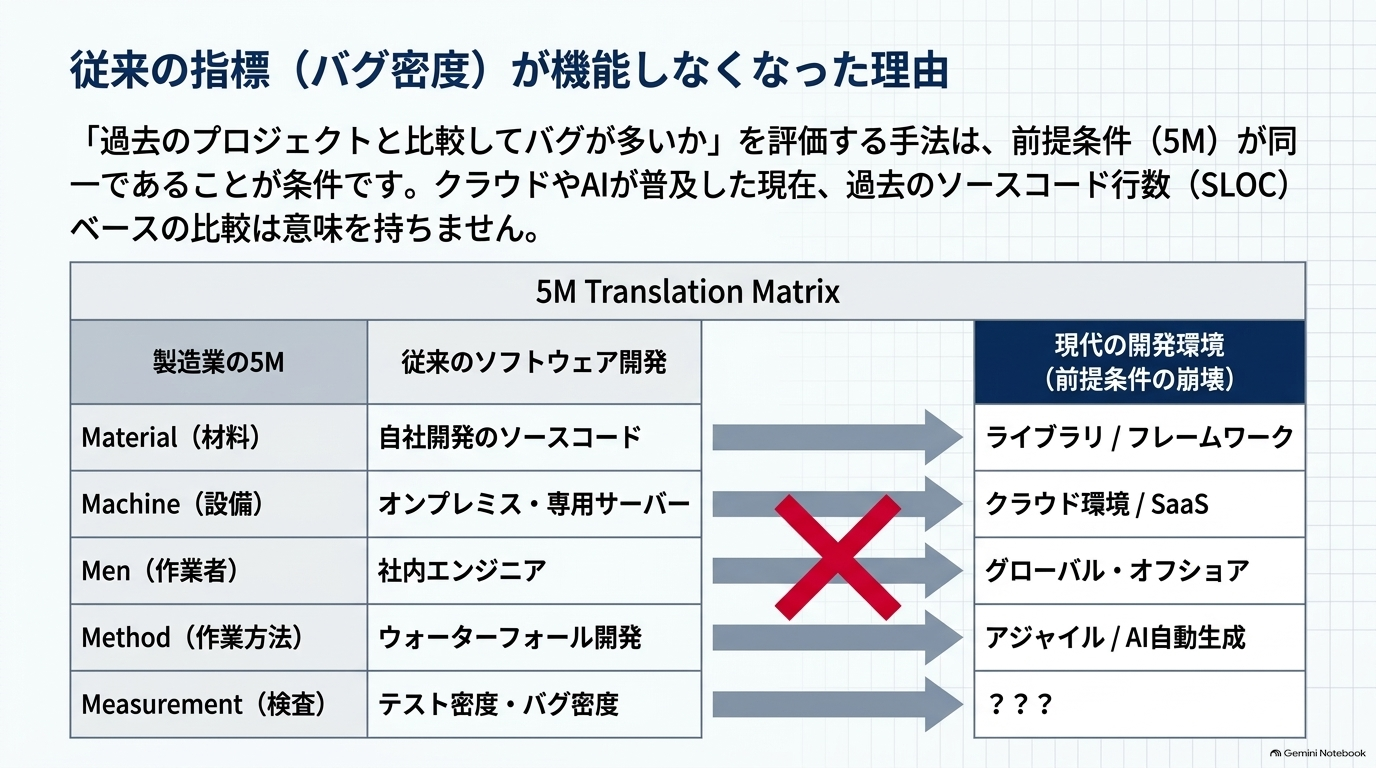 従来の指標（バグ密度）が機能しなくなった理由
「過去のプロジェクトと比較してバグが多いか」を評価する手法は、前提条件（5M）が同
一であることが条件です。クラウドやAIが普及した現在、過去のソースコード行数（SLOC）
ベースの比較は意味を持ちません。
5M Translation Matrix
製造業の5M
従来のソフトウェア開発
現代の開発環境
（前提条件の崩壊）
Material（材料）
自社開発のソースコード
ライブラリ / フレームワーク
Machine（設備）
オンプレミス・専用サーバー
クラウド環境 / SaaS
Men（作業者）
社内エンジニア
グローバル・オフショア
Method（作業方法）
ウォーターフォール開発
アジャイル / AI自動生成
Measurement（検査）
テスト密度・バグ密度
？？？
Gemini Notebook